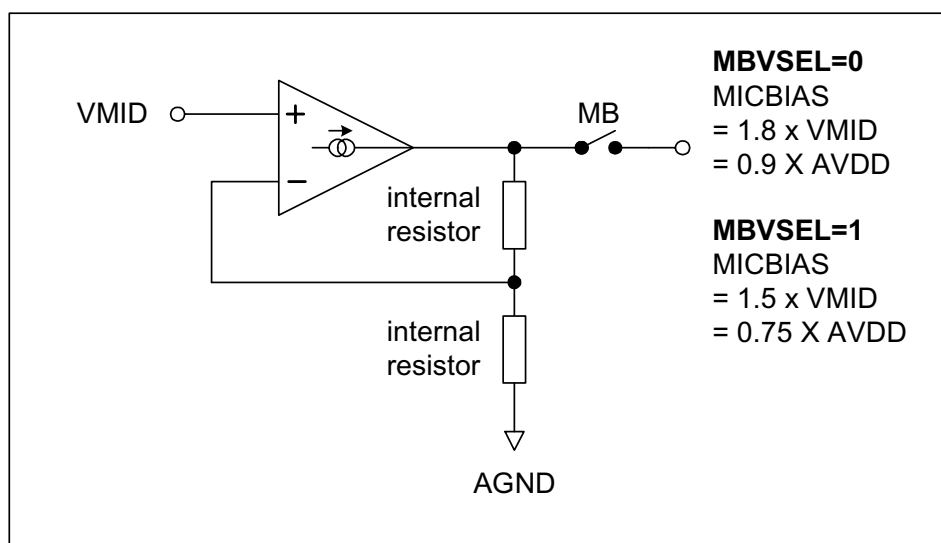 VMID
+
−
internal
resistor
internal
resistor
AGND
MB
MBVSEL=0
MICBIAS
= 1.8 x VMID
= 0.9 X AVDD
MBVSEL=1
MICBIAS
= 1.5 x VMID
= 0.75 X AVDD